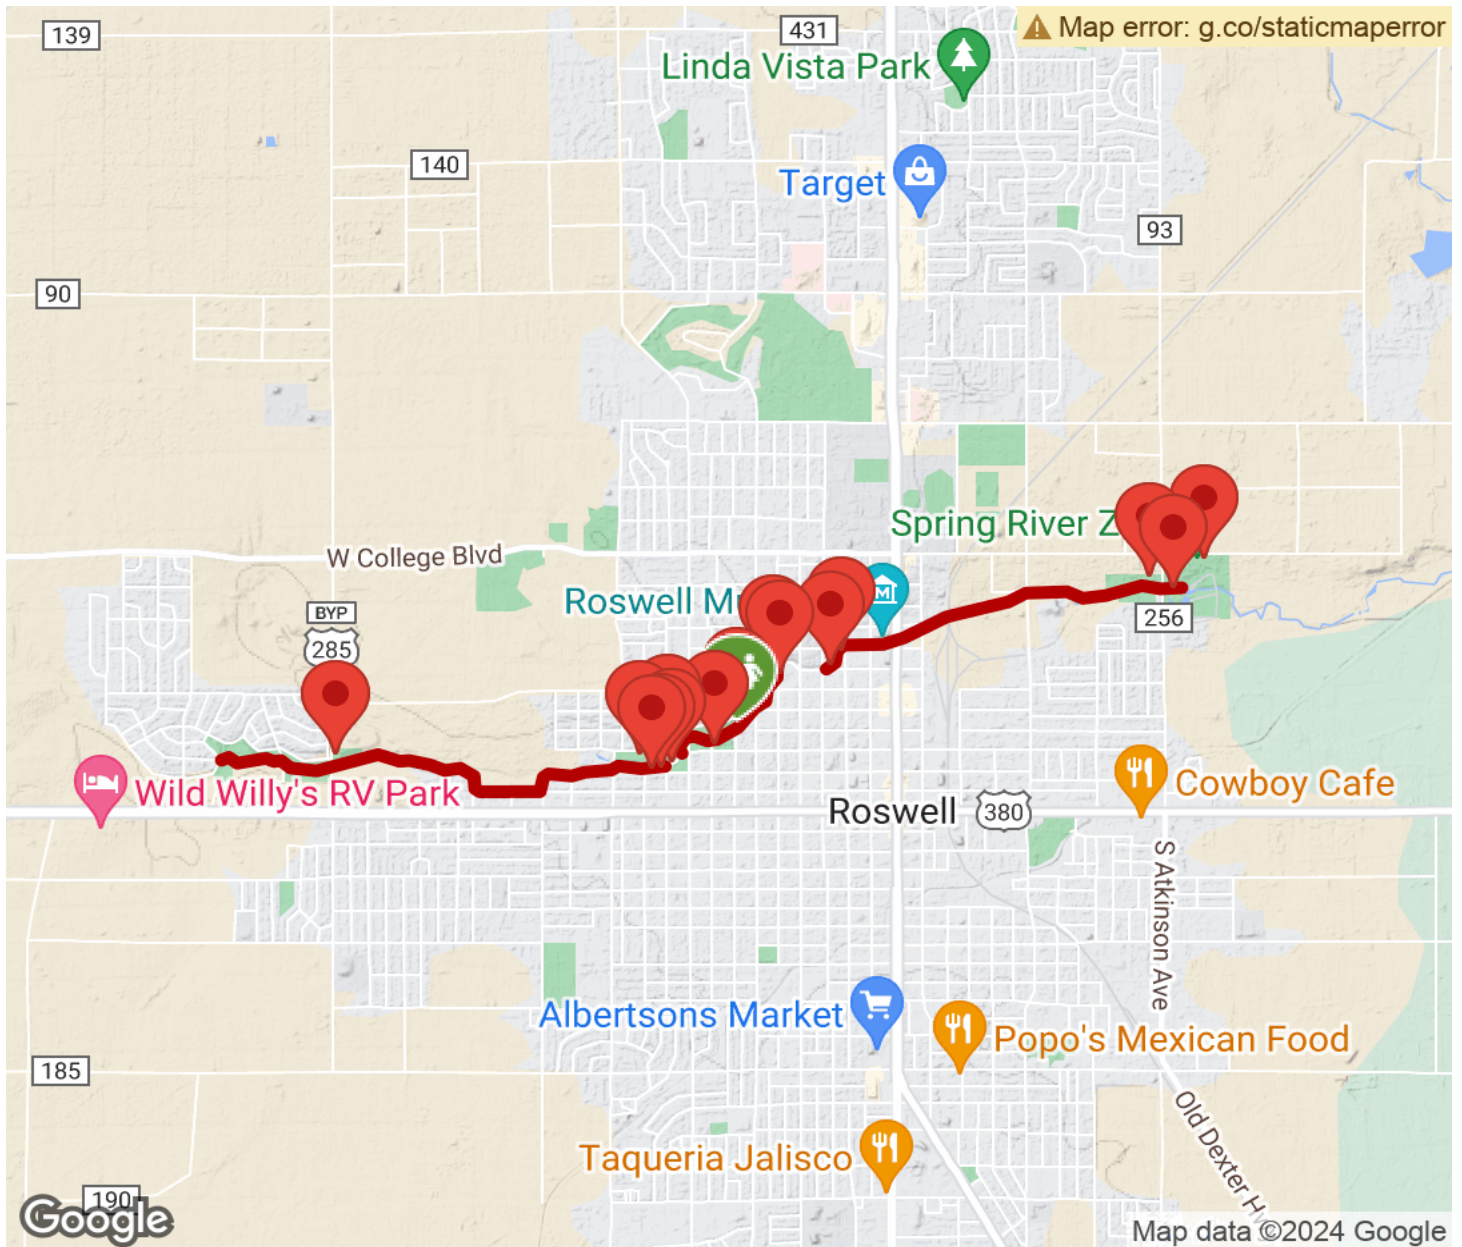 139
431
Map error: g.co/staticmaperror
Linda Vista Park
140
Target
93
90
Spring River Z
W College Blvd
Roswell M
BYP
285
256
Wild Willy's RV Park
Roswell
380
Cowboy Cafe
S Atkinson Ave
Albertsons Market
Popo's Mexican Food
185
Old Dexter H
Taqueria Jalisco
190
Google
Map data ©2024 Google